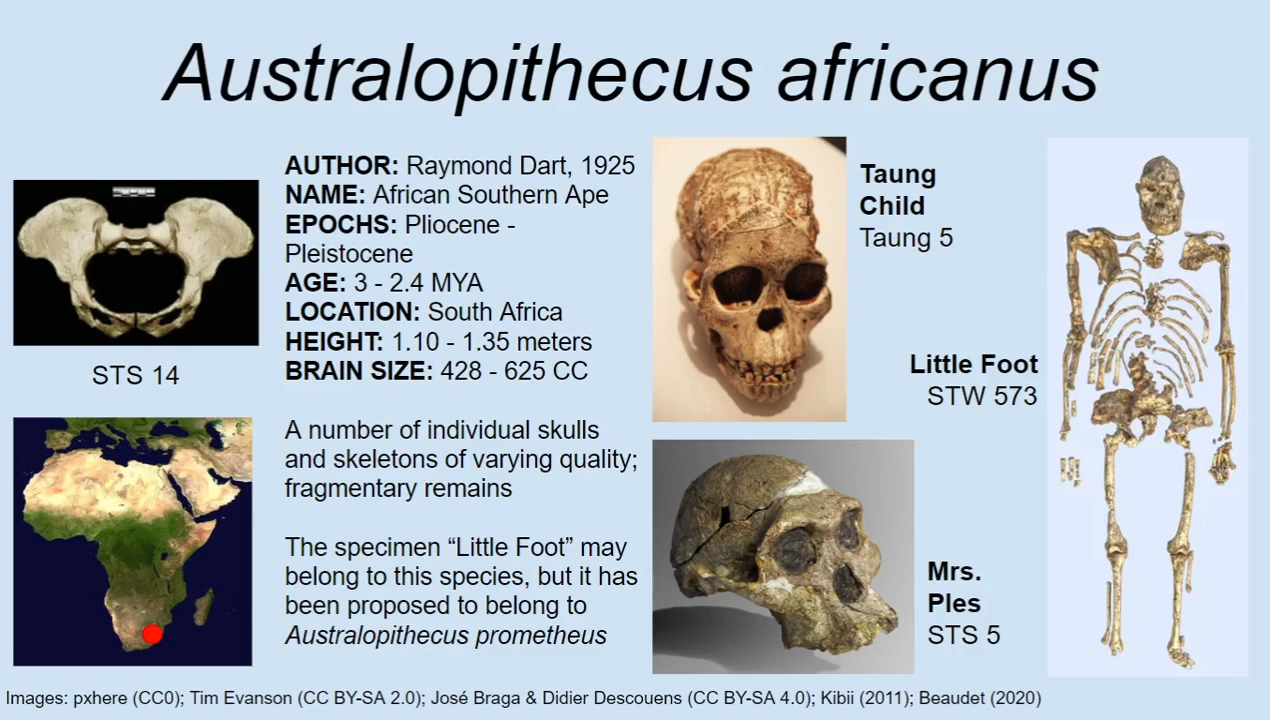 Australopithecus africanus
STS 14
AUTHOR: Raymond Dart, 1925
NAME: African Southern Ape
EPOCHS: Pliocene -
Pleistocene
AGE: 3 - 2.4 MYA
LOCATION: South Africa
HEIGHT: 1.10 - 1.35 meters
BRAIN SIZE: 428 - 625 CC
A number of individual skulls
and skeletons of varying quality;
fragmentary remains
The specimen “Little Foot” may
belong to this species, but it has
been proposed to belong to
Australopithecus prometheus
Taung
Child
Taung 5
Little Foot
STW 573
Mrs.
Ples
STS 5
Images: pxhere (CC0); Tim Evanson (CC BY-SA 2.0); José Braga & Didier Descouens (CC BY-SA 4.0); Kibii (2011); Beaudet (2020)